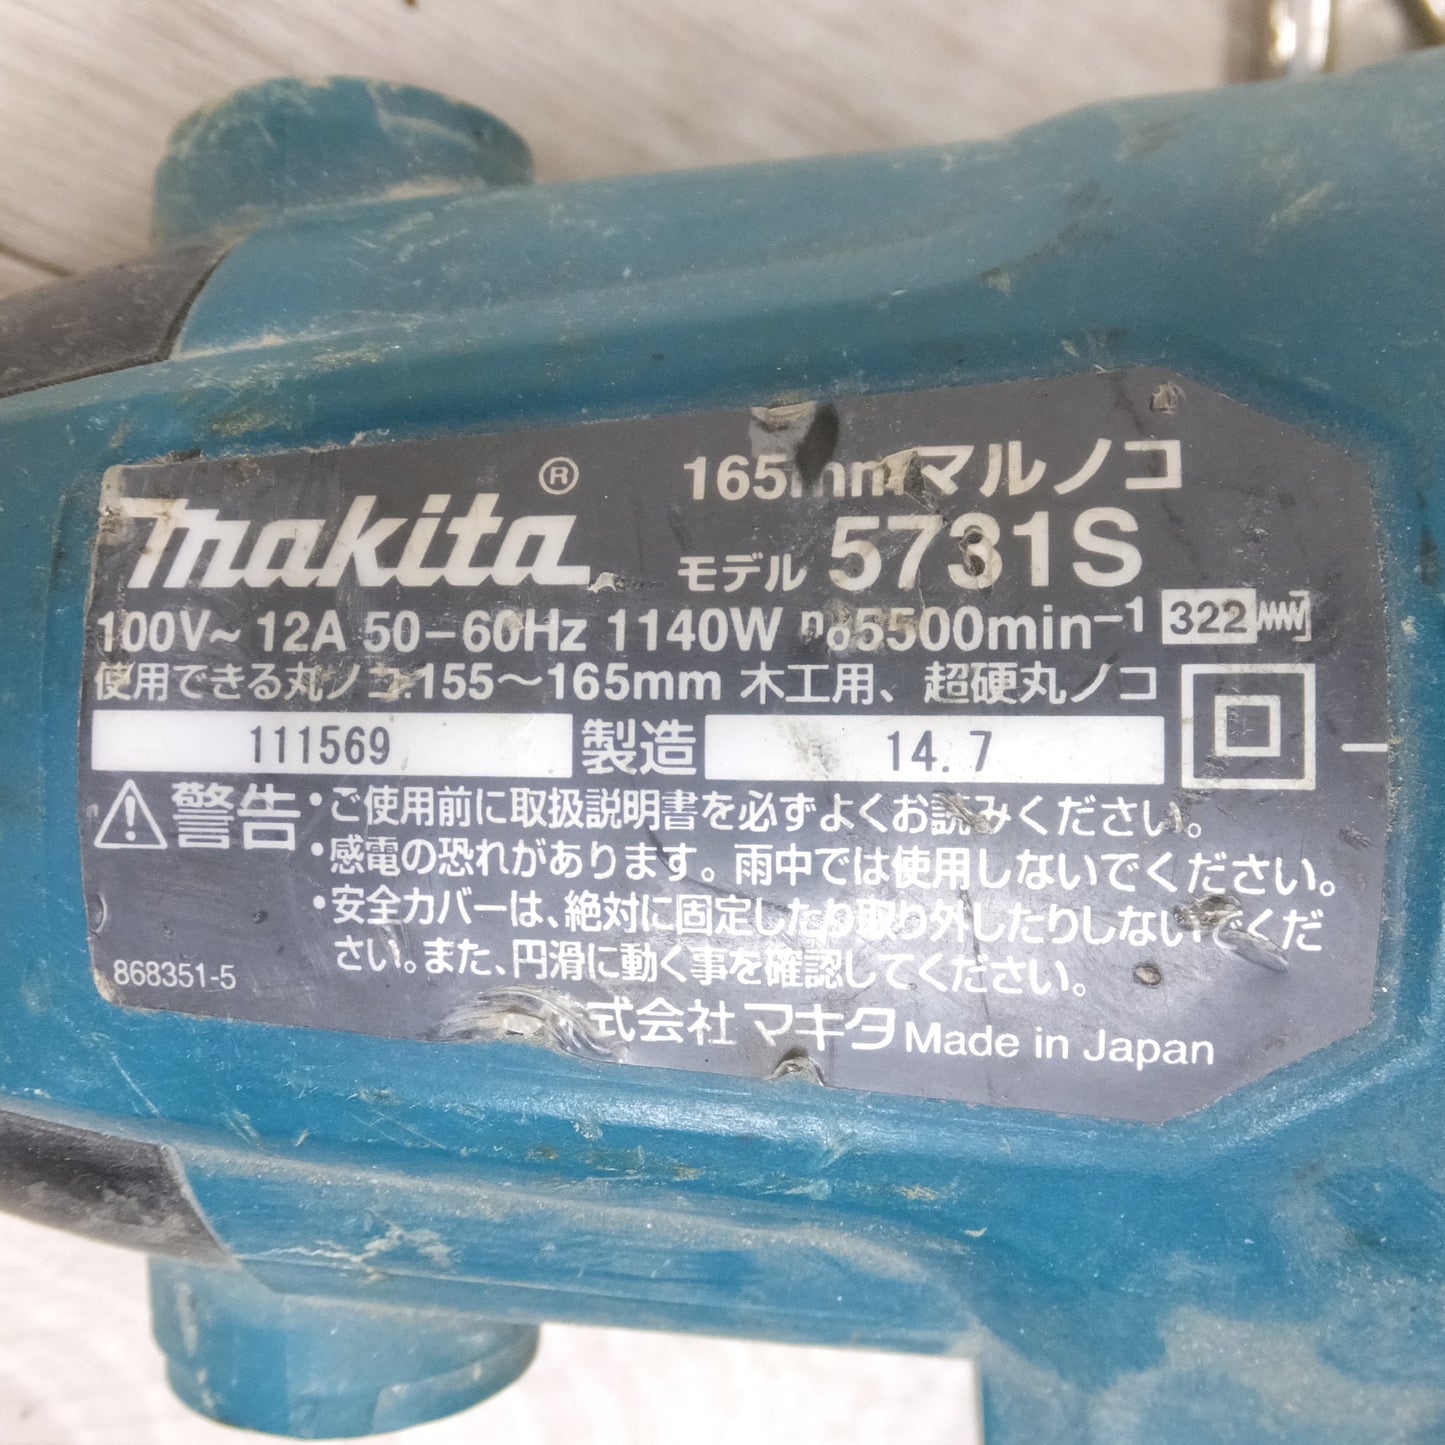 makita®
165mmマルノコ
モデル 5731S
100V~ 12A 50-60Hz 1140W n₀5500min⁻¹ 322
使用できる丸ノコ:155〜165mm 木工用、超硬丸ノコ
111569 製造 14.7
警告 •ご使用前に取扱説明書を必ずよくお読みください。
•感電の恐れがあります。雨中では使用しないでください。
•安全カバーは、絶対に固定したり取り外したりしないでくだ
さい。また、円滑に動く事を確認してください。
868351-5
式会社マキタ Made in Japan